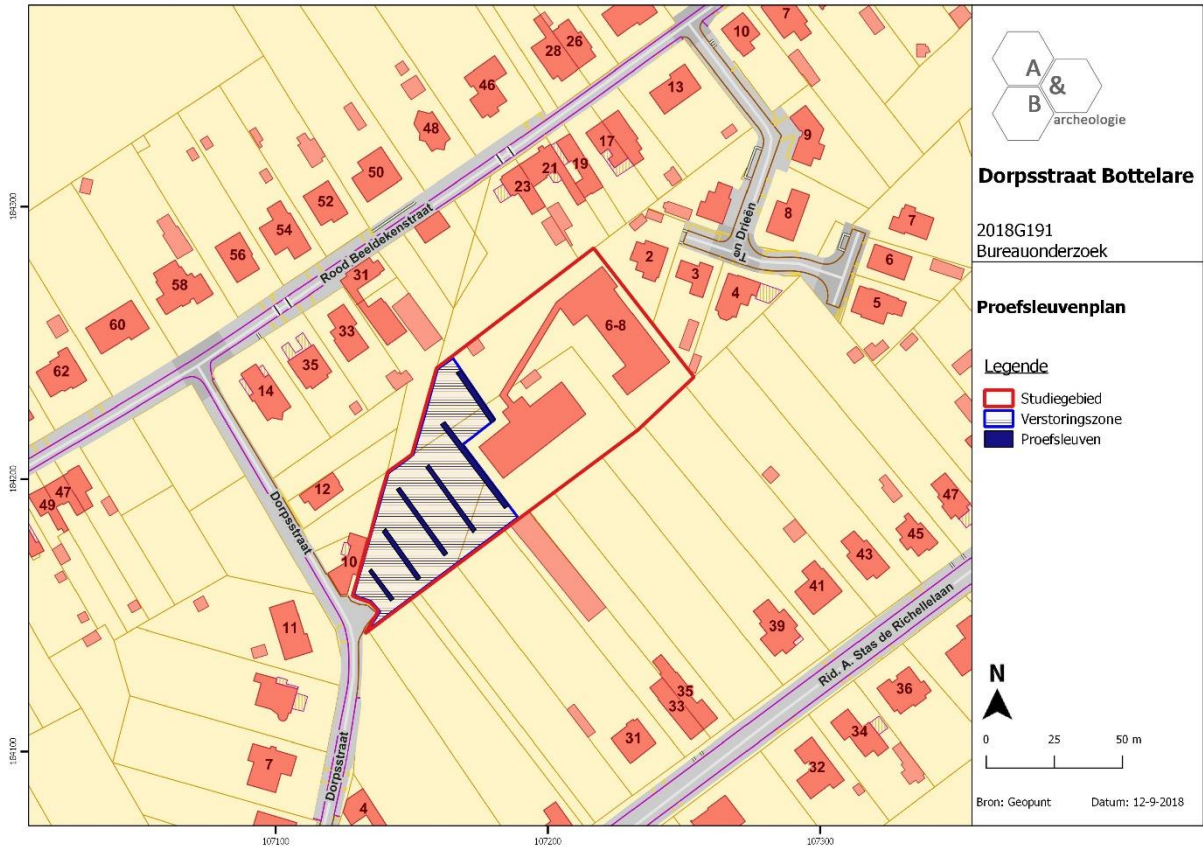 7
10
26
28
46
13
48
9
17
21
19
50
23
52
8
7
54
Ten Drieën
56
Rood Beeldekenstraat
2
6
31
3
58
4
5
6-8
60
33
35
62
14
47
49
12
47
Dorpsstraat
45
43
10
41
11
39
Rid. A. Stas de Richellelaan
35
33
36
31
34
7
32
Dorpsstraat
4
184300
184200
184100
107100
107200
107300
A
&
B
archeologie
Dorpsstraat Bottelare
2018G191
Bureauonderzoek
Proefsleuvenplan
Legende
Studiegebied
Verstoringszone
Proefsleuven
N
0 25 50 m
Bron: Geopunt Datum: 12-9-2018